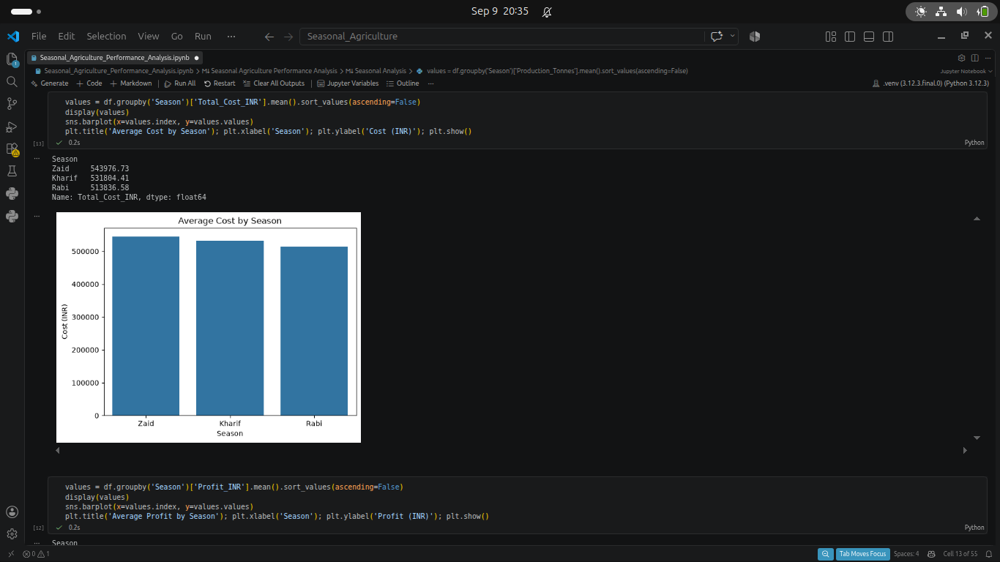 Sep 9 20:35
File Edit Selection View Go Run ···
Seasonal_Agriculture
Seasonal_Agriculture_Performance_Analysis.ipynb
Seasonal_Agriculture_Performance_Analysis.ipynb > M↓ Seasonal Agriculture Performance Analysis > M↓ Seasonal Analysis > values = df.groupby('Season')['Production_Tonnes'].mean().sort_values(ascending=False)
Jupyter Notebook
Generate + Code + Markdown | Run All Restart Clear All Outputs | Jupyter Variables Outline ···
.venv (3.12.3.final.0) (Python 3.12.3)
values = df.groupby('Season')['Total_Cost_INR'].mean().sort_values(ascending=False)
display(values)
sns.barplot(x=values.index, y=values.values)
plt.title('Average Cost by Season'); plt.xlabel('Season'); plt.ylabel('Cost (INR)'); plt.show()
[13] ✓ 0.2s
Python
Season
Zaid 543976.73
Kharif 531804.41
Rabi 513836.58
Name: Total_Cost_INR, dtype: float64
Average Cost by Season
500000
400000
300000
200000
100000
0
Cost (INR)
Zaid Kharif Rabi
Season
values = df.groupby('Season')['Profit_INR'].mean().sort_values(ascending=False)
display(values)
sns.barplot(x=values.index, y=values.values)
plt.title('Average Profit by Season'); plt.xlabel('Season'); plt.ylabel('Profit (INR)'); plt.show()
[12] ✓ 0.2s
Python
Season
0 1
Tab Moves Focus Spaces: 4 Cell 13 of 55